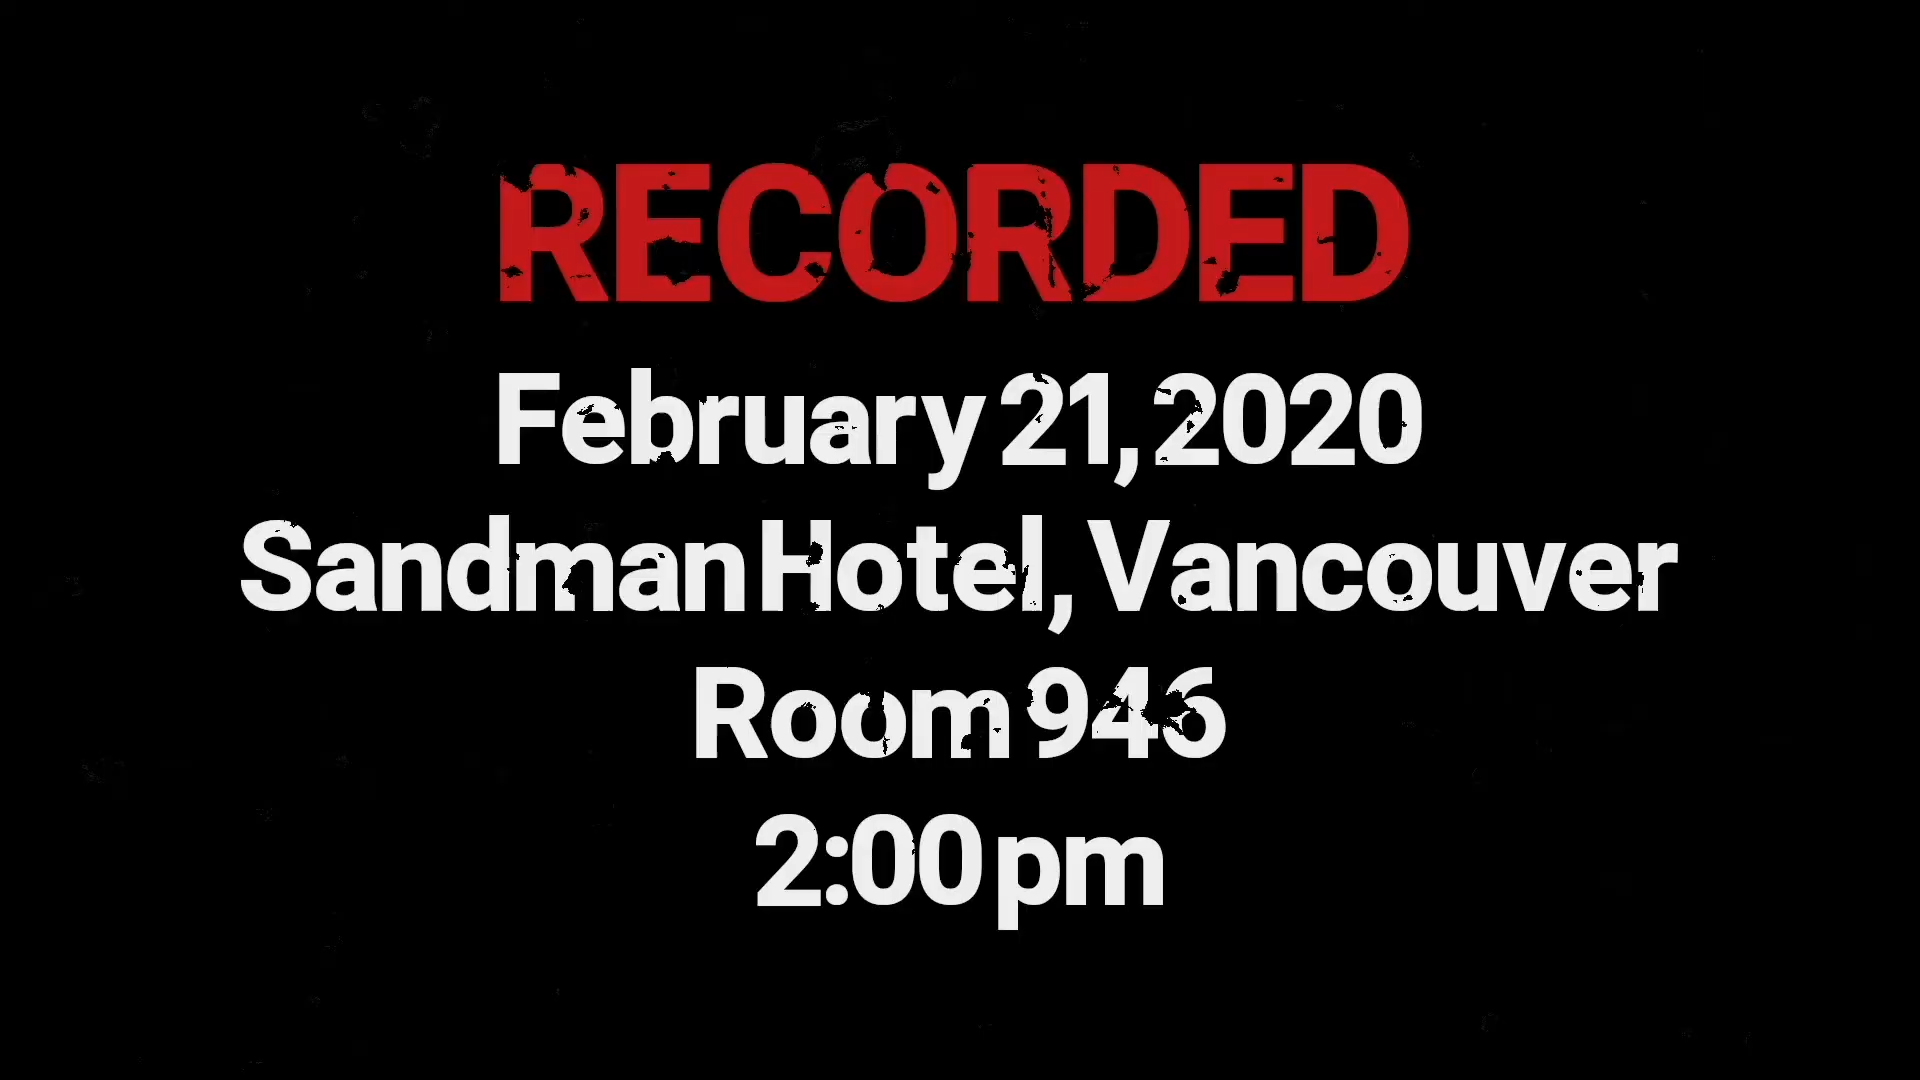 RECORDED
February 21, 2020
Sandman Hotel, Vancouver
Room 946
2:00 pm